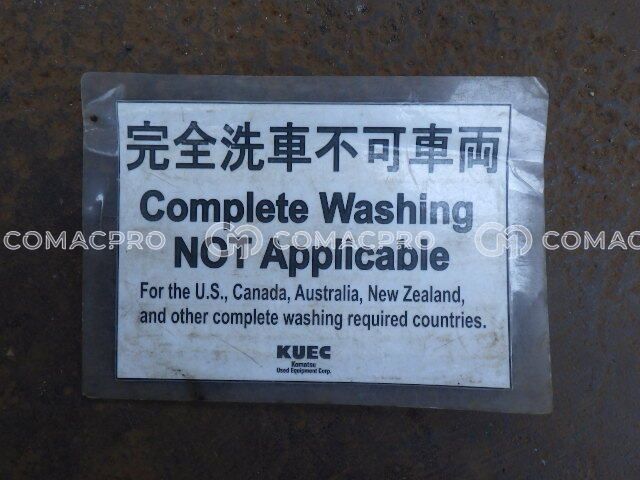 完全洗車不可車両
Complete Washing
NOT Applicable
COMACPRO COMACPRO COMACPRO
For the U.S., Canada, Australia, New Zealand,
and other complete washing required countries.
KUEC
Komatsu
Used Equipment Corp.